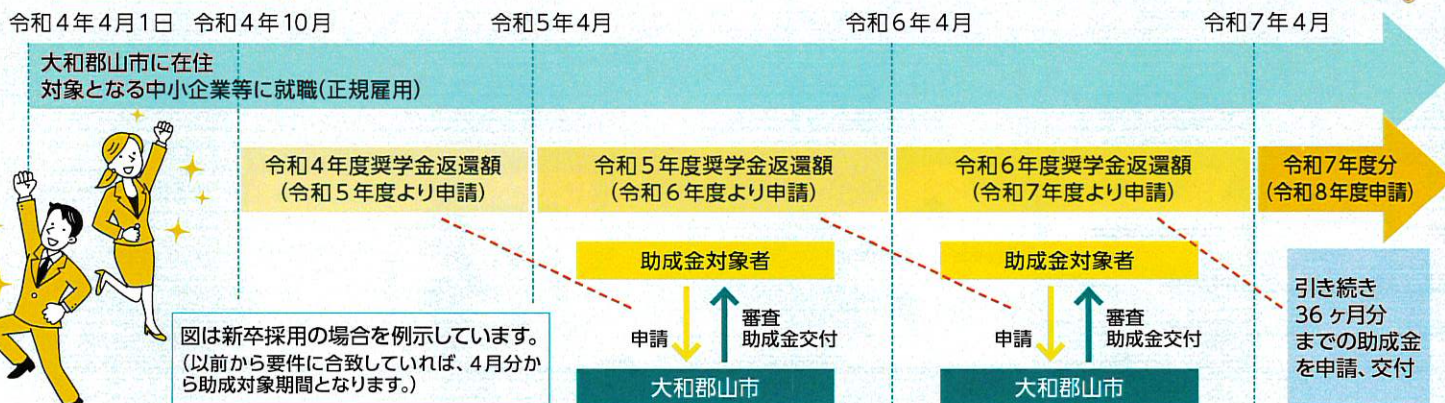 令和4年4月1日 令和4年10月 令和5年4月 令和6年4月 令和7年4月
大和郡山市に在住
対象となる中小企業等に就職(正規雇用)
令和4年度奨学金返還額
(令和5年度より申請)
令和5年度奨学金返還額
(令和6年度より申請)
令和6年度奨学金返還額
(令和7年度より申請)
令和7年度分
(令和8年度申請)
助成金対象者
申請
審査
助成金交付
大和郡山市
助成金対象者
申請
審査
助成金交付
大和郡山市
引き続き
36ヶ月分
までの助成金
を申請、交付
図は新卒採用の場合を例示しています。
(以前から要件に合致していれば、4月分か
ら助成対象期間となります。)